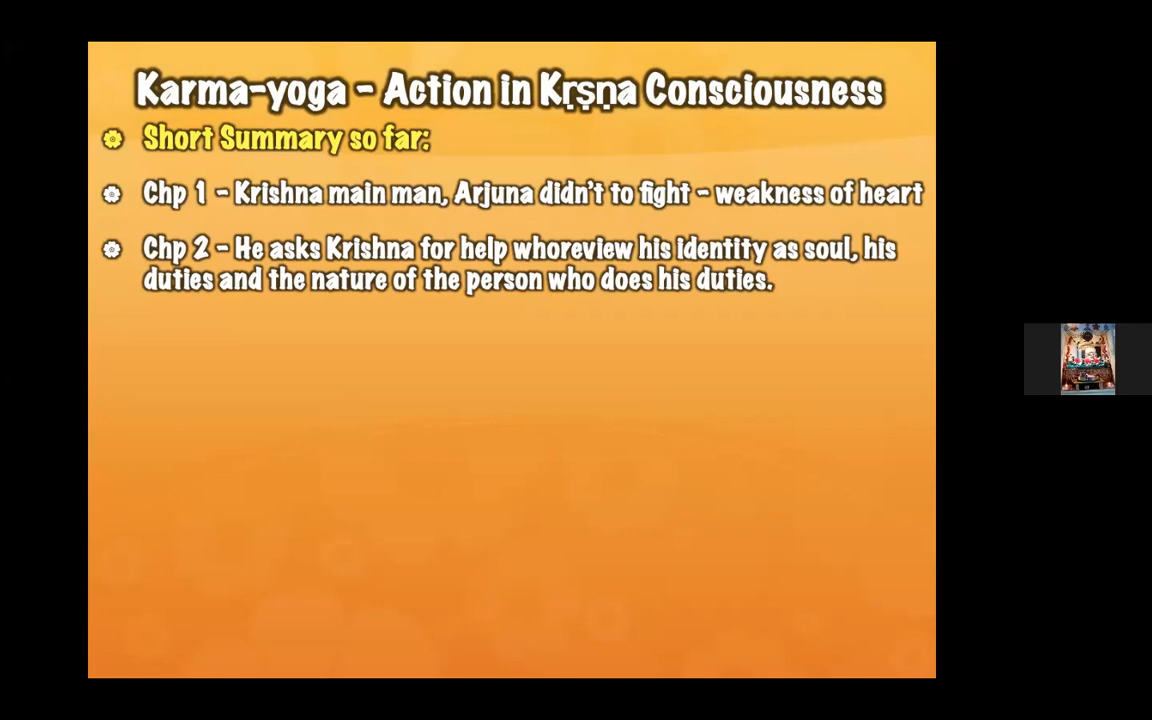 Karma-yoga - Action in Kṛṣṇa Consciousness
Short Summary so far:
Chp 1 - Krishna main man, Arjuna didn't to fight - weakness of heart
Chp 2 - He asks Krishna for help whoreview his identity as soul, his
duties and the nature of the person who does his duties.